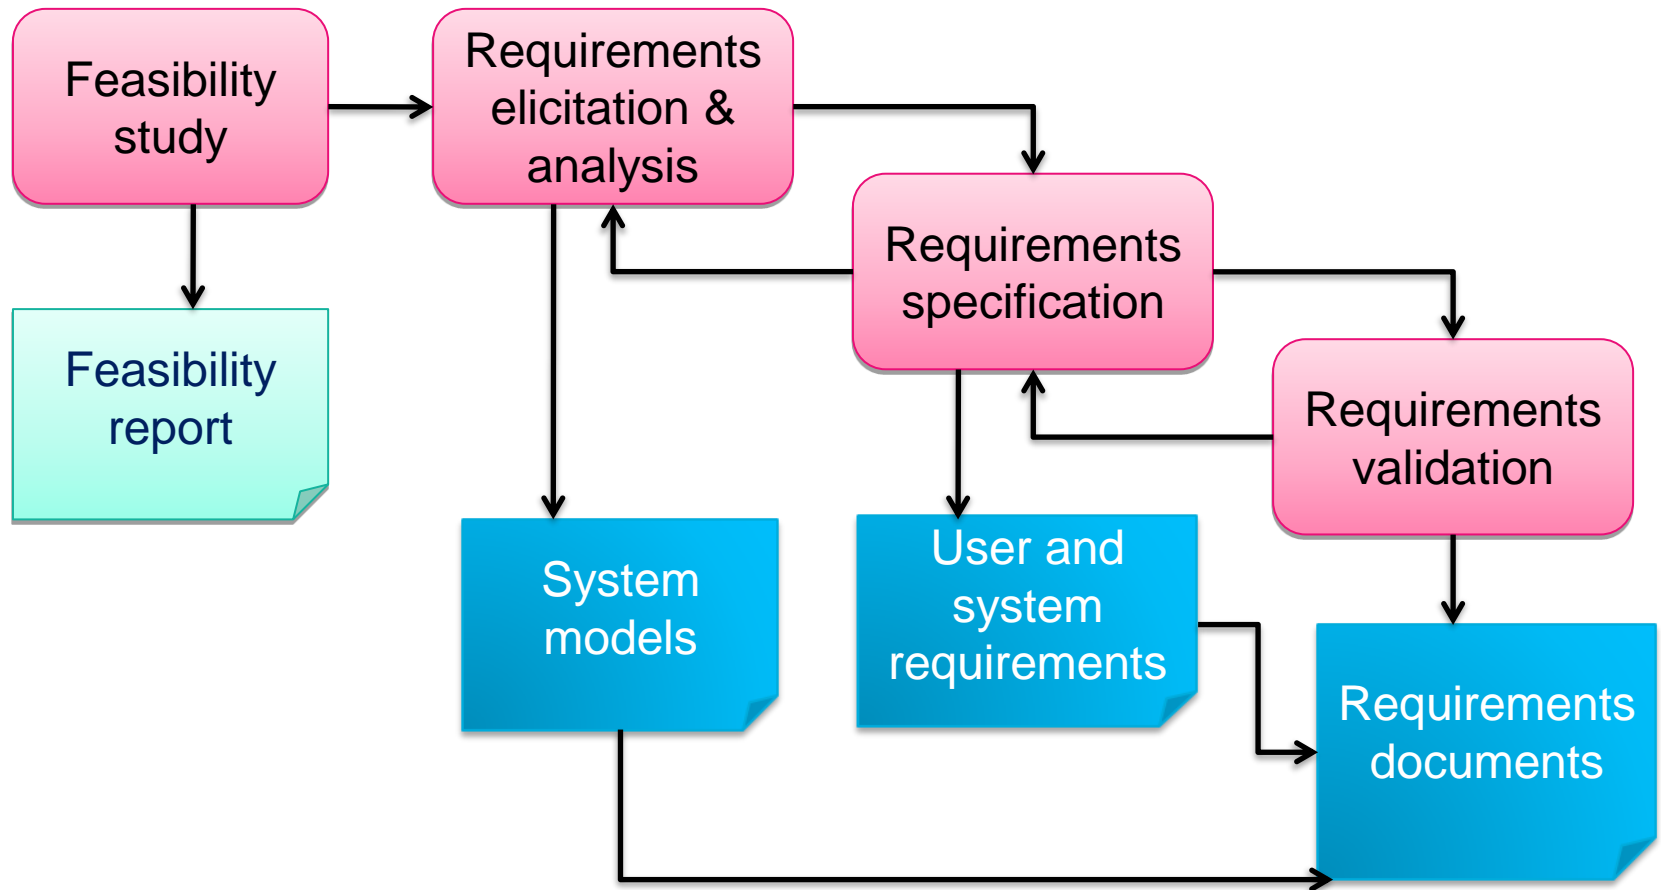 Feasibility
study
Requirements
elicitation &
analysis
Requirements
specification
Requirements
validation
Feasibility
report
System
models
User and
system
requirements
Requirements
documents